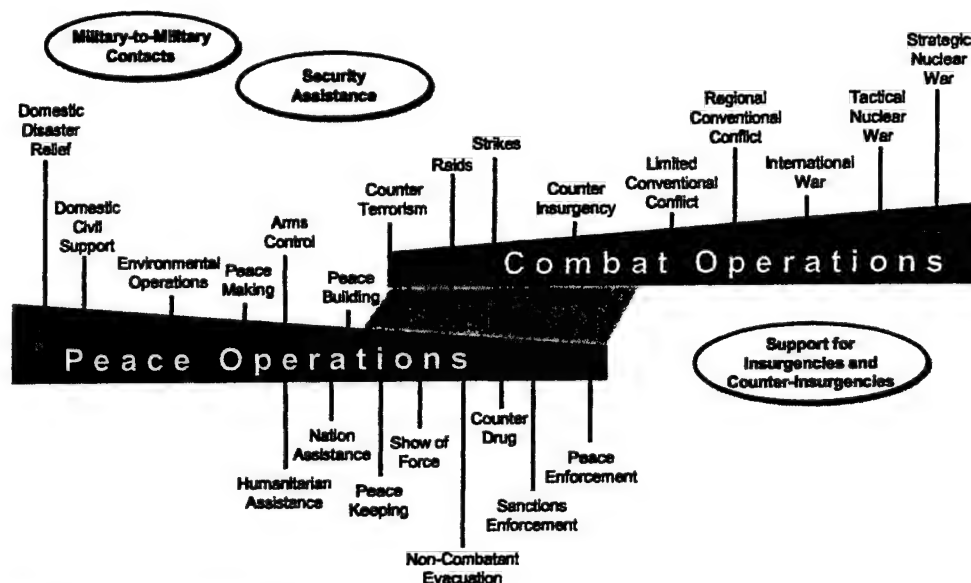 Military-to-Military
Contacts
Security
Assistance
Domestic
Disaster
Relief
Domestic
Civil
Support
Environmental
Operations
Peace
Making
Arms
Control
Peace
Building
Counter
Terrorism
Raids
Strikes
Counter
Insurgency
Limited
Conventional
Conflict
Regional
Conventional
Conflict
International
War
Tactical
Nuclear
War
Strategic
Nuclear
War
Combat Operations
Peace Operations
Support for
Insurgencies and
Counter-insurgencies
Humanitarian
Assistance
Nation
Assistance
Peace
Keeping
Show of
Force
Non-Combatant
Evacuation
Counter
Drug
Sanctions
Enforcement
Peace
Enforcement